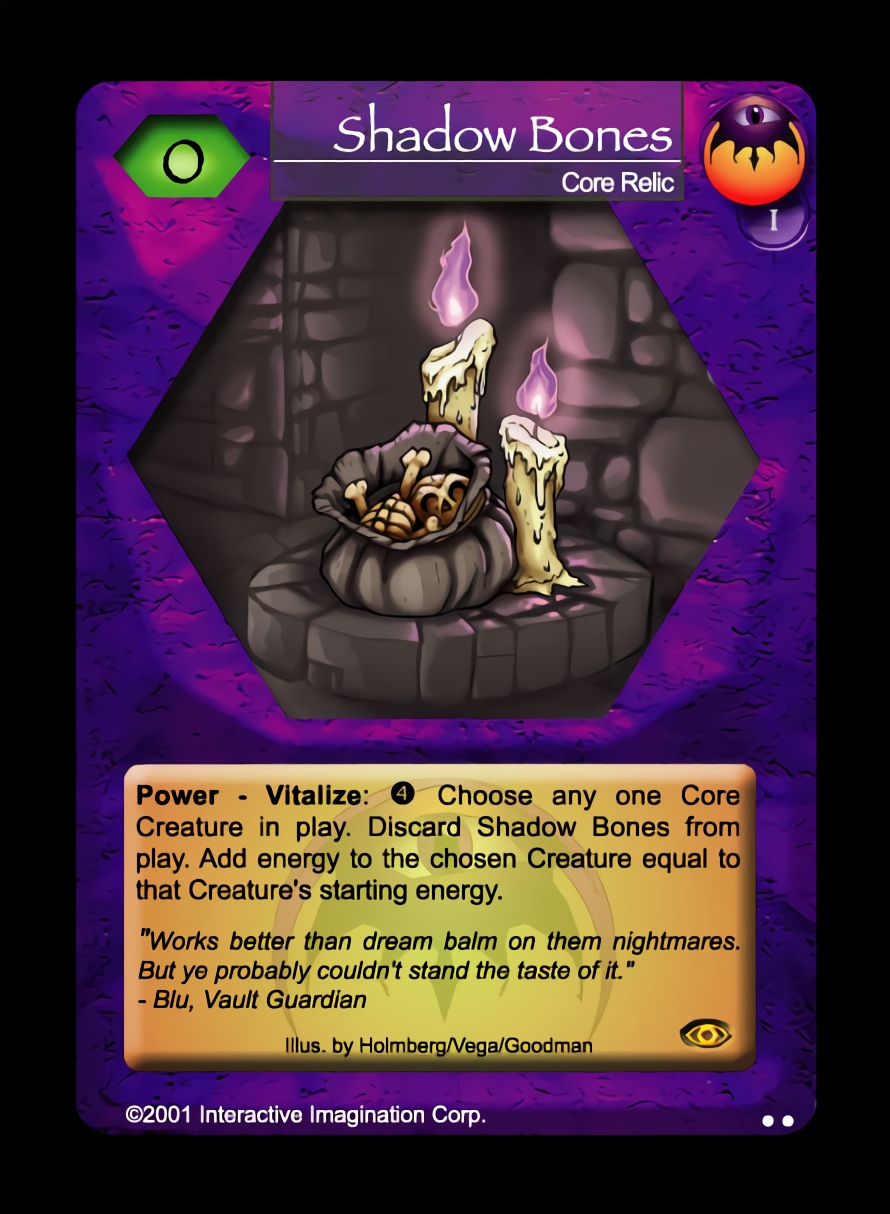 Shadow Bones
0
Core Relic
I
Power - Vitalize: ❹ Choose any one Core
Creature in play. Discard Shadow Bones from
play. Add energy to the chosen Creature equal to
that Creature's starting energy.
"Works better than dream balm on them nightmares.
But ye probably couldn't stand the taste of it."
- Blu, Vault Guardian
Illus. by Holmberg/Vega/Goodman
©2001 Interactive Imagination Corp.